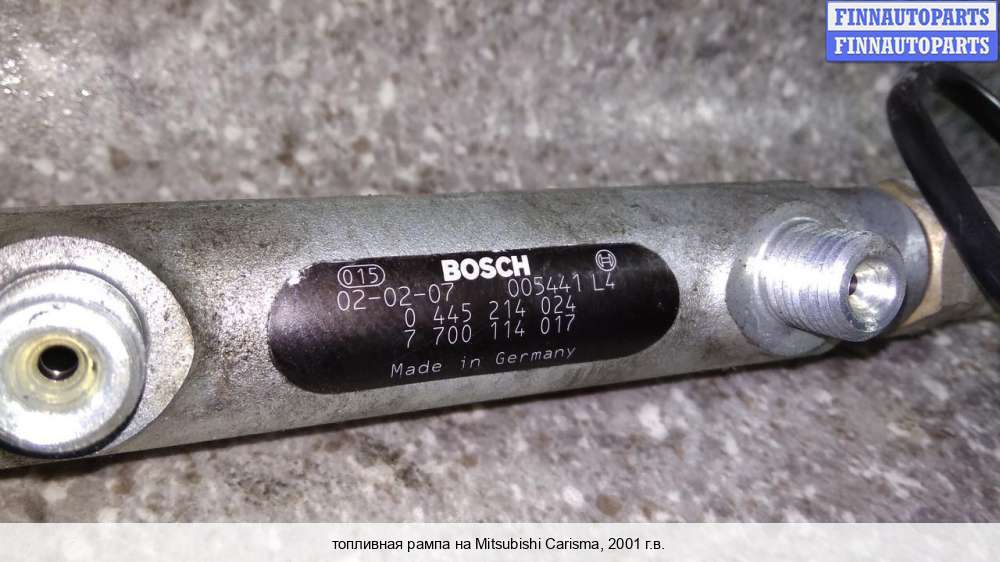 FINNAUTOPARTS
FINNAUTOPARTS
015 BOSCH
02-02-07 005441 L4
0 445 214 024
7 700 114 017
Made in Germany
топливная рампа на Mitsubishi Carisma, 2001 г.в.